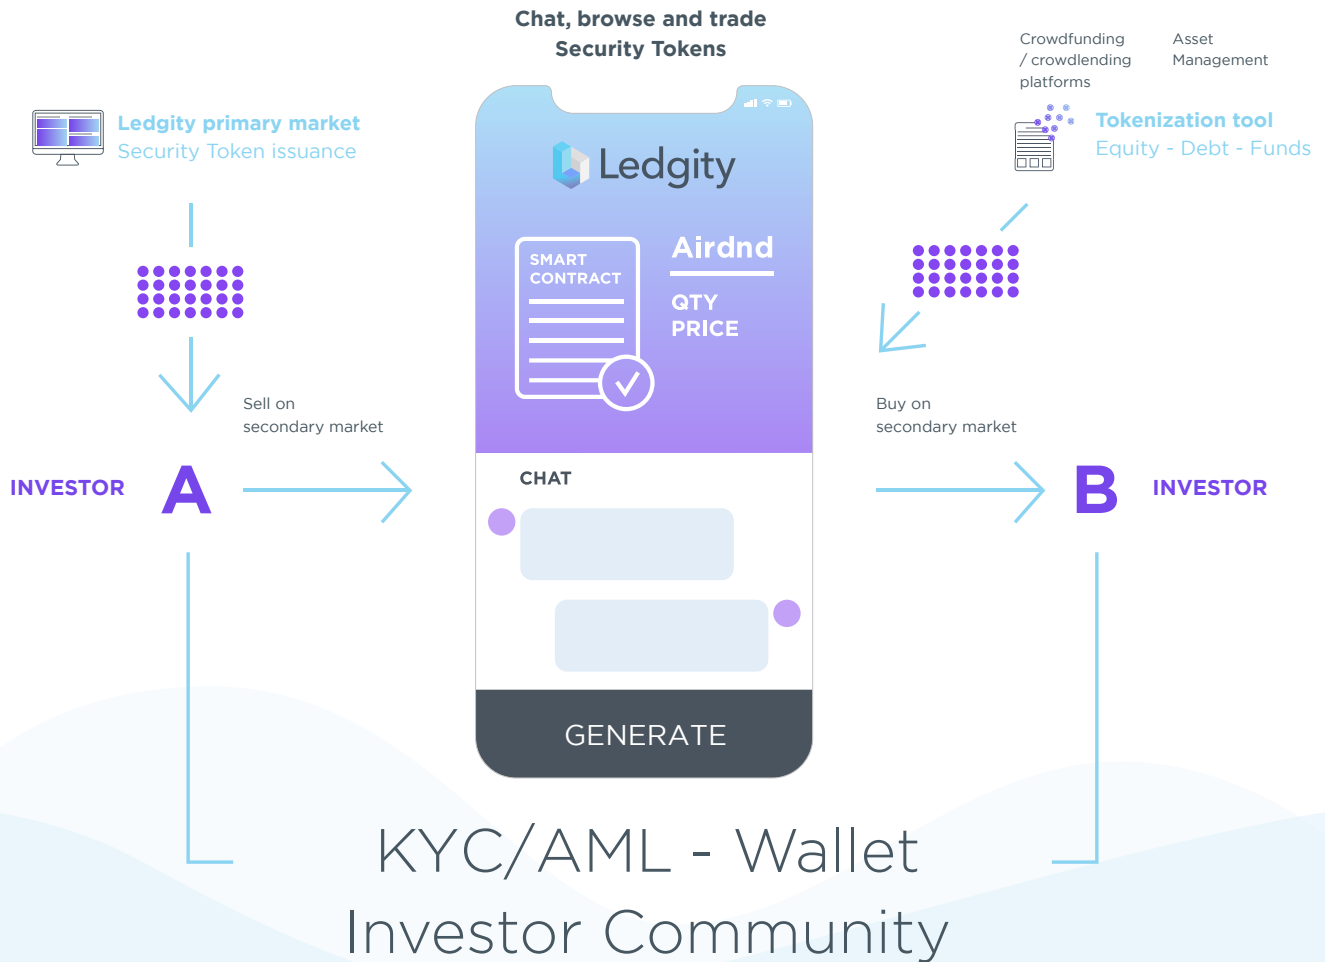 Chat, browse and trade
Security Tokens
Crowdfunding
/ crowdlending
platforms
Asset
Management
Ledgity primary market
Security Token issuance
Tokenization tool
Equity - Debt - Funds
Ledgity
SMART
CONTRACT
Airdnd
QTY
PRICE
Sell on
secondary market
Buy on
secondary market
INVESTOR A
B INVESTOR
CHAT
GENERATE
KYC/AML - Wallet
Investor Community